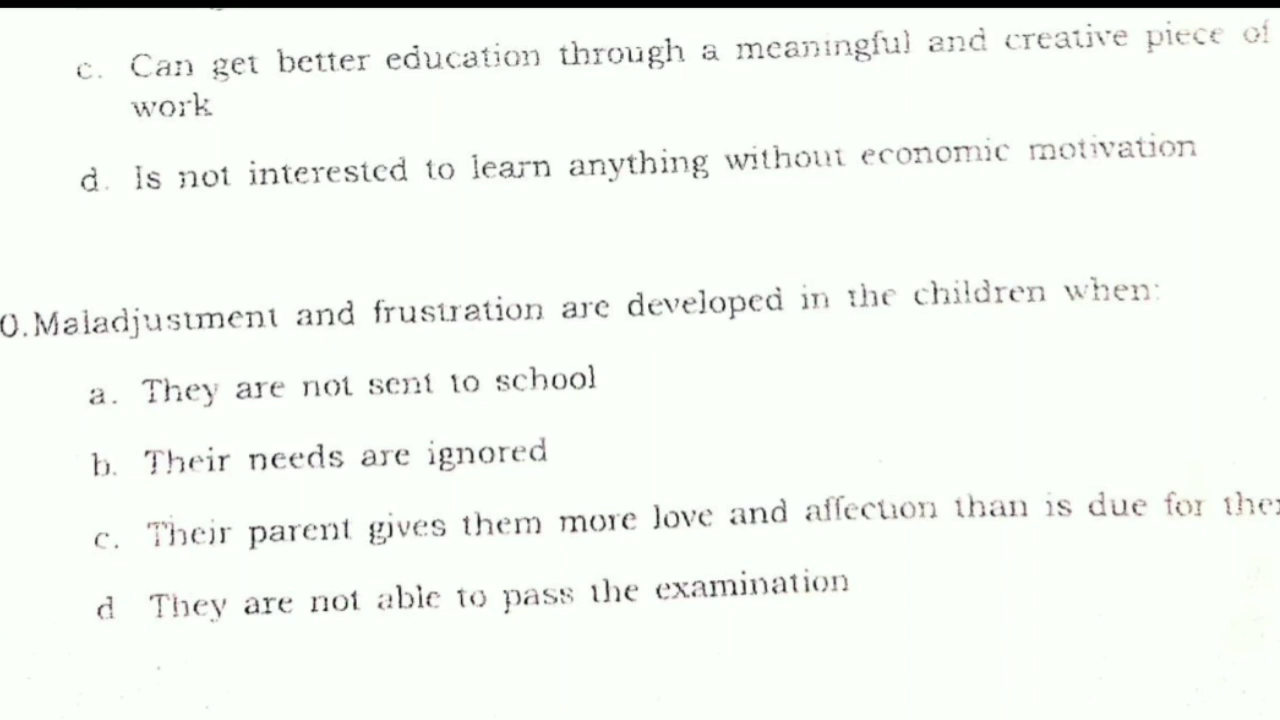 c. Can get better education through a meaningful and creative piece of
work
d. Is not interested to learn anything without economic motivation
0. Maladjustment and frustration are developed in the children when:
a. They are not sent to school
b. Their needs are ignored
c. Their parent gives them more love and affection than is due for
d They are not able to pass the examination